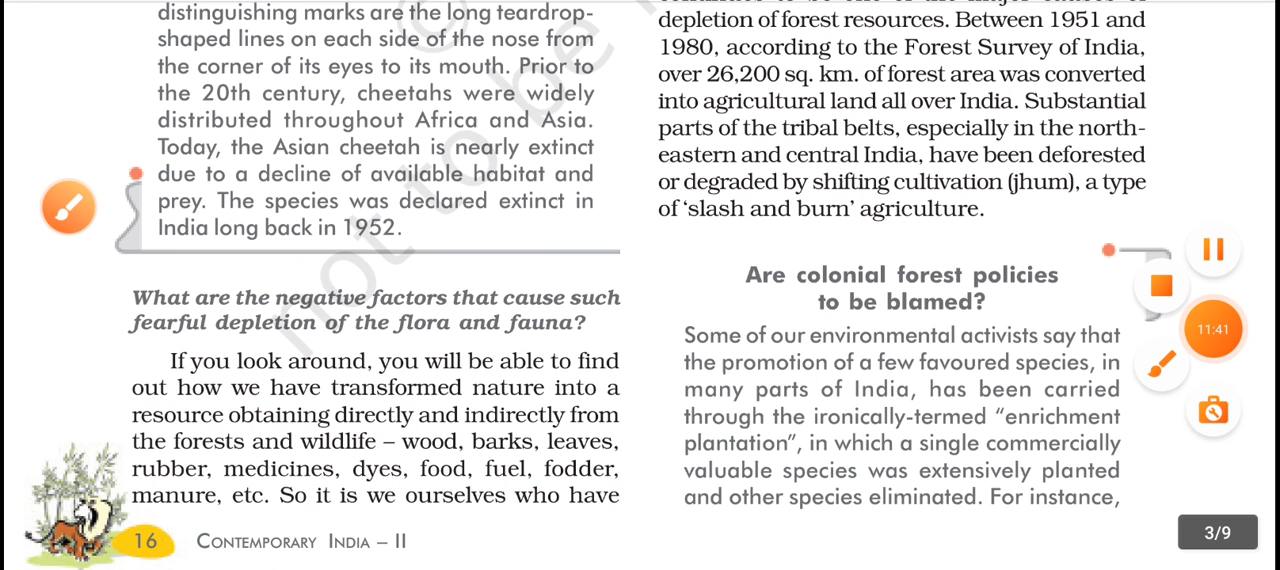 distinguishing marks are the long teardrop-
shaped lines on each side of the nose from
the corner of its eyes to its mouth. Prior to
the 20th century, cheetahs were widely
distributed throughout Africa and Asia.
Today, the Asian cheetah is nearly extinct
due to a decline of available habitat and
prey. The species was declared extinct in
India long back in 1952.
What are the negative factors that cause such
fearful depletion of the flora and fauna?
If you look around, you will be able to find
out how we have transformed nature into a
resource obtaining directly and indirectly from
the forests and wildlife – wood, barks, leaves,
rubber, medicines, dyes, food, fuel, fodder,
manure, etc. So it is we ourselves who have
16 CONTEMPORARY INDIA – II
depletion of forest resources. Between 1951 and
1980, according to the Forest Survey of India,
over 26,200 sq. km. of forest area was converted
into agricultural land all over India. Substantial
parts of the tribal belts, especially in the north-
eastern and central India, have been deforested
or degraded by shifting cultivation (jhum), a type
of ‘slash and burn’ agriculture.
Are colonial forest policies
to be blamed?
Some of our environmental activists say that
the promotion of a few favoured species, in
many parts of India, has been carried
through the ironically-termed “enrichment
plantation”, in which a single commercially
valuable species was extensively planted
and other species eliminated. For instance,
11:41
3/9
© not to be